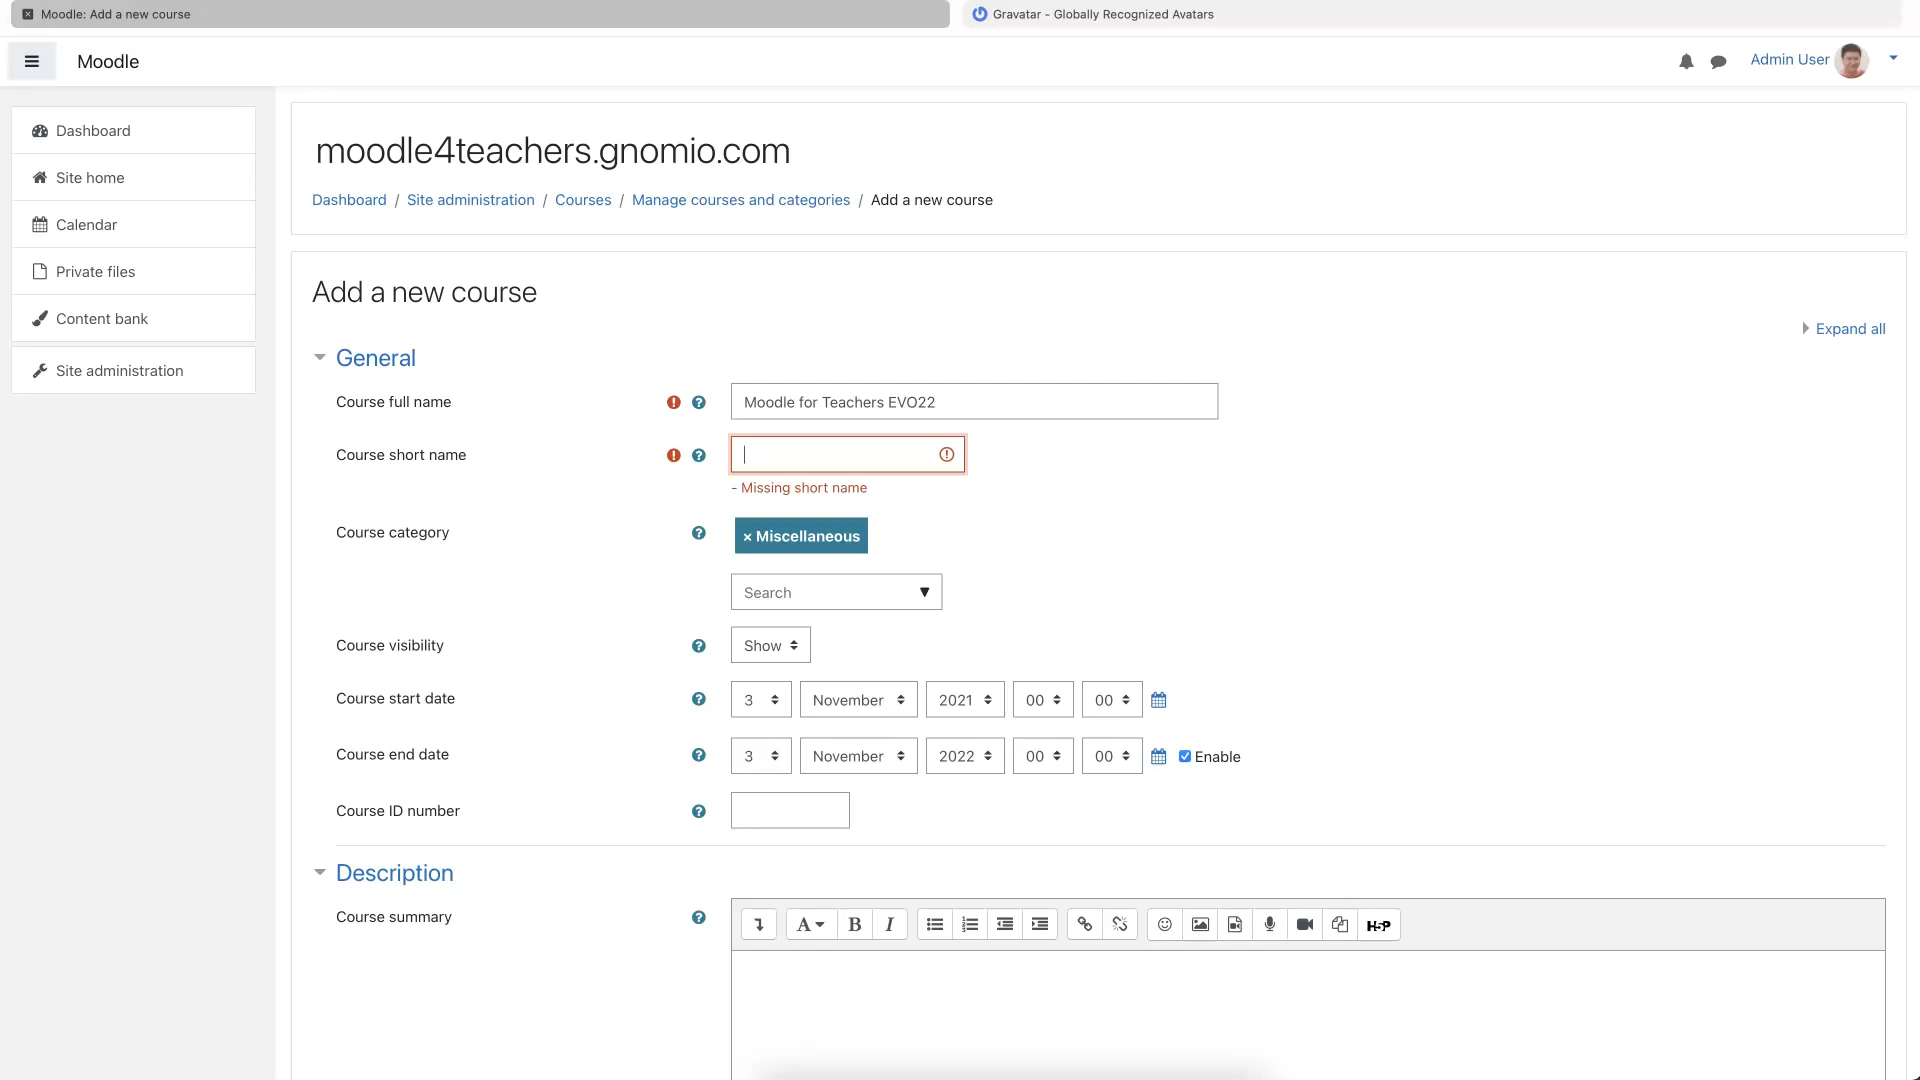 Moodle: Add a new course
Gravatar - Globally Recognized Avatars
Moodle
Admin User
Dashboard
Site home
Calendar
Private files
Content bank
Site administration
moodle4teachers.gnomio.com
Dashboard / Site administration / Courses / Manage courses and categories / Add a new course
Add a new course
Expand all
General
Course full name
Moodle for Teachers EVO22
Course short name
- Missing short name
Course category
× Miscellaneous
Search
Course visibility
Show
Course start date
3 November 2021 00 00
Course end date
3 November 2022 00 00 Enable
Course ID number
Description
Course summary
A B I H5P